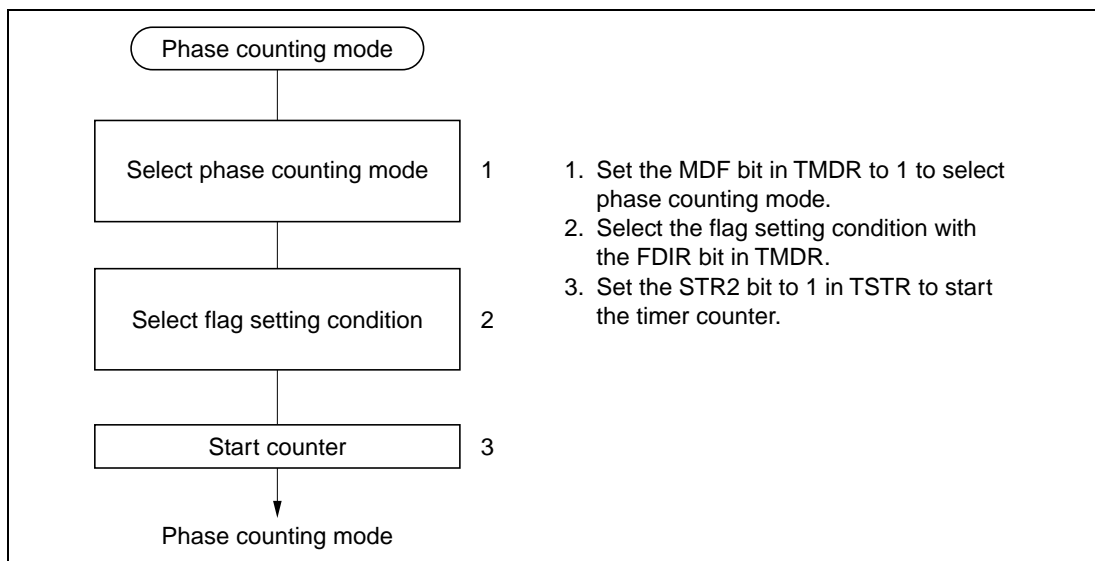 Phase counting mode
Select phase counting mode 1
Select flag setting condition 2
Start counter 3
Phase counting mode
1. Set the MDF bit in TMDR to 1 to select
phase counting mode.
2. Select the flag setting condition with
the FDIR bit in TMDR.
3. Set the STR2 bit to 1 in TSTR to start
the timer counter.